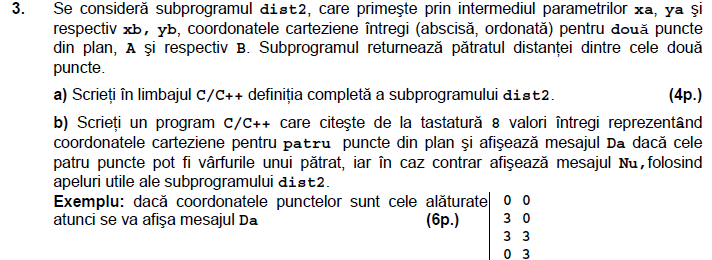 3. Se consideră subprogramul dist2, care primeşte prin intermediul parametrilor xa, ya şi
respectiv xb, yb, coordonatele carteziene întregi (abscisă, ordonată) pentru două puncte
din plan, A şi respectiv B. Subprogramul returnează pătratul distanţei dintre cele două
puncte.
a) Scrieţi în limbajul C/C++ definiţia completă a subprogramului dist2. (4p.)
b) Scrieţi un program C/C++ care citeşte de la tastatură 8 valori întregi reprezentând
coordonatele carteziene pentru patru puncte din plan şi afişează mesajul Da dacă cele
patru puncte pot fi vârfurile unui pătrat, iar în caz contrar afişează mesajul Nu, folosind
apeluri utile ale subprogramului dist2.
Exemplu: dacă coordonatele punctelor sunt cele alăturate
atunci se va afişa mesajul Da (6p.)
0 0
3 0
3 3
0 3